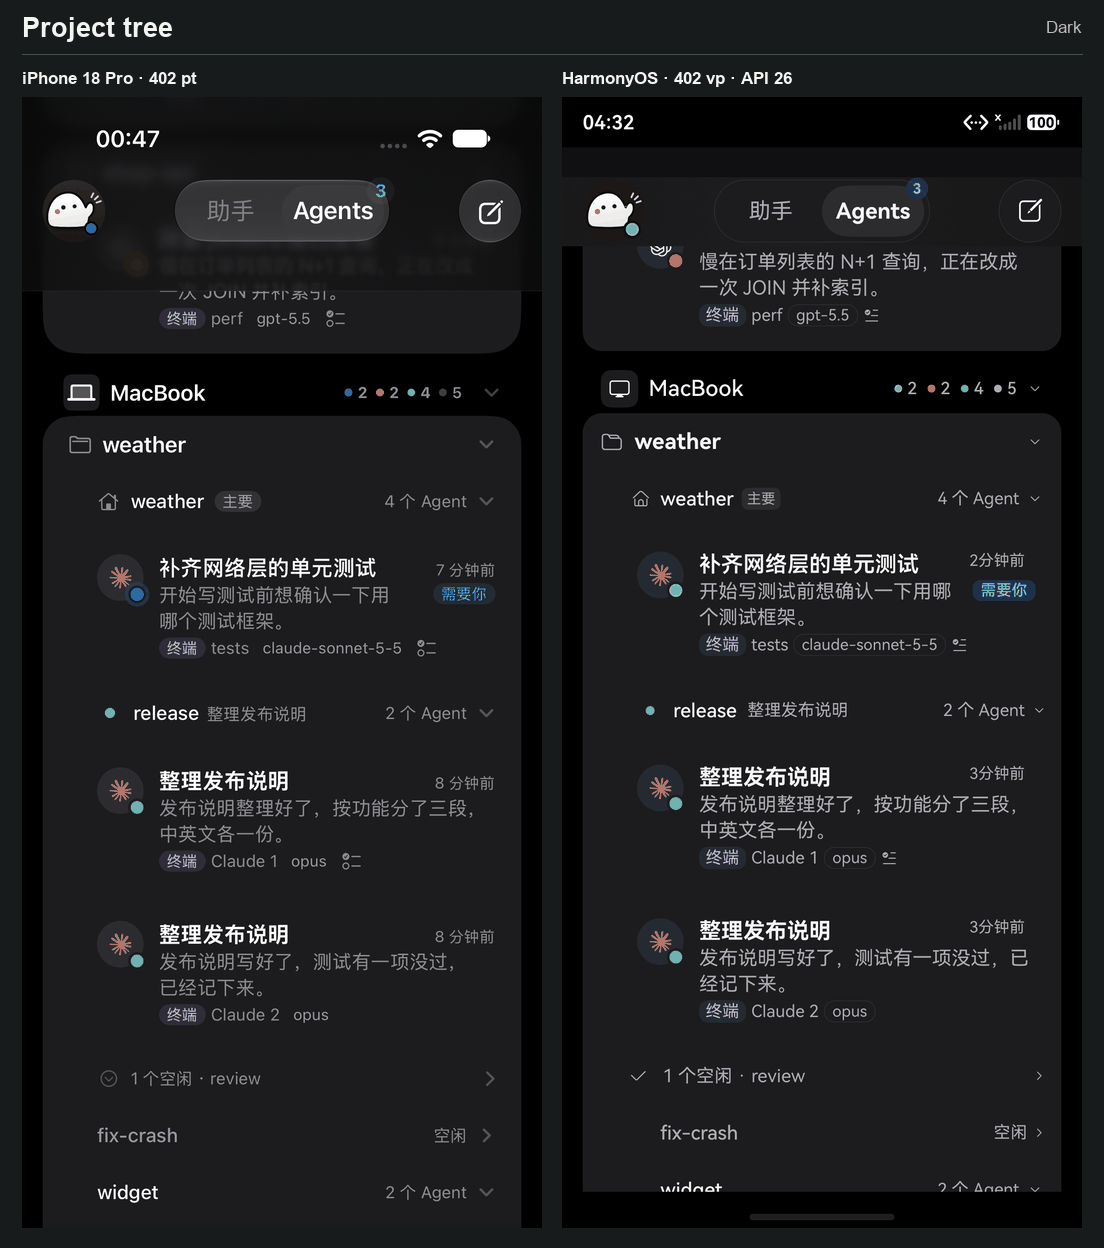 Project tree
Dark
iPhone 18 Pro · 402 pt
00:47
助手
Agents
3
一次 JOIN 并补索引。
终端 perf gpt-5.5
MacBook
2 2 4 5
weather
weather 主要 4 个 Agent
补齐网络层的单元测试 7 分钟前
开始写测试前想确认一下用 需要你
哪个测试框架。
终端 tests claude-sonnet-5-5
release 整理发布说明 2 个 Agent
整理发布说明 8 分钟前
发布说明整理好了，按功能分了三段，
中英文各一份。
终端 Claude 1 opus
整理发布说明 8 分钟前
发布说明写好了，测试有一项没过，
已经记下来。
终端 Claude 2 opus
1 个空闲 · review
fix-crash 空闲
widget 2 个 Agent
HarmonyOS · 402 vp · API 26
04:32
100
助手
Agents
3
慢在订单列表的 N+1 查询，正在改成
一次 JOIN 并补索引。
终端 perf gpt-5.5
MacBook
2 2 4 5
weather
weather 主要 4 个 Agent
补齐网络层的单元测试 2分钟前
开始写测试前想确认一下用哪 需要你
个测试框架。
终端 tests claude-sonnet-5-5
release 整理发布说明 2 个 Agent
整理发布说明 3分钟前
发布说明整理好了，按功能分了三段，
中英文各一份。
终端 Claude 1 opus
整理发布说明 3分钟前
发布说明写好了，测试有一项没过，已
经记下来。
终端 Claude 2 opus
1 个空闲 · review
fix-crash 空闲
widget 2 个 Agent